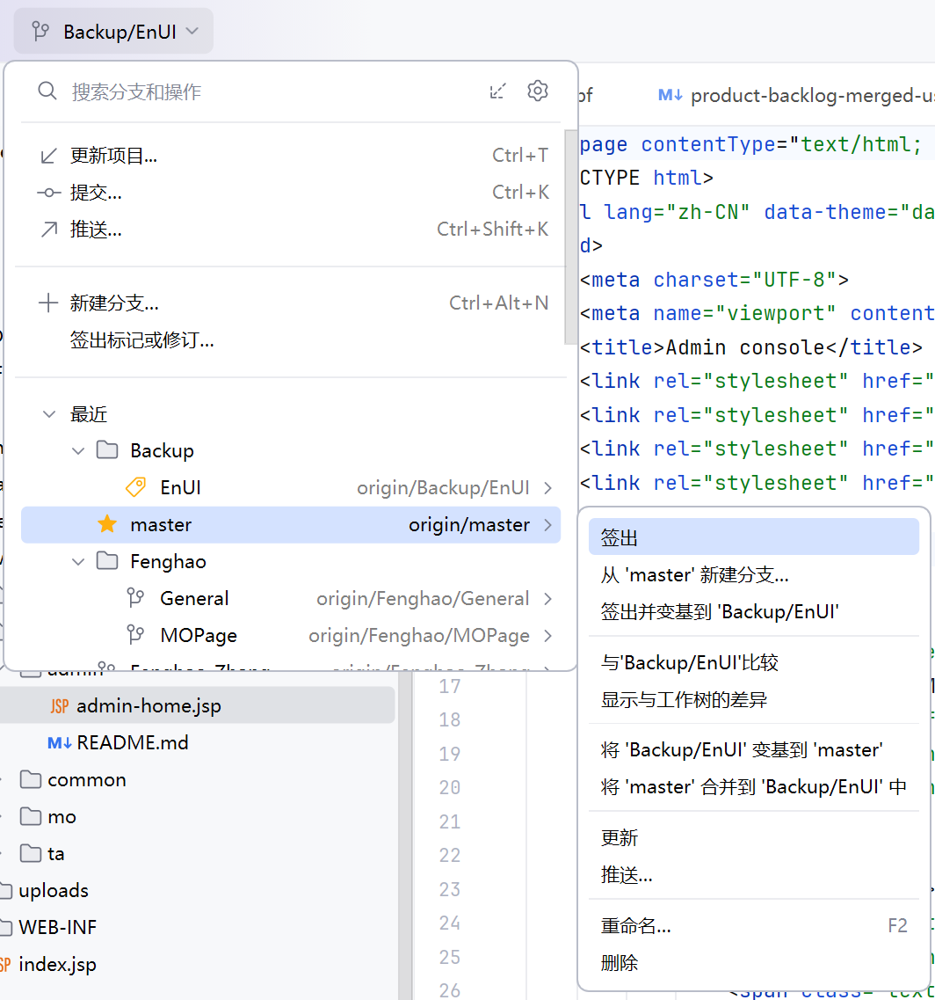 Backup/EnUI
搜索分支和操作
product-backlog-merged-us
更新项目... Ctrl+T
提交... Ctrl+K
推送... Ctrl+Shift+K
新建分支... Ctrl+Alt+N
签出标记或修订...
最近
Backup
EnUI origin/Backup/EnUI
master origin/master
Fenghao
General origin/Fenghao/General
MOPage origin/Fenghao/MOPage
page contentType="text/html;
CTYPE html>
l lang="zh-CN" data-theme="da
d>
<meta charset="UTF-8">
<meta name="viewport" content
<title>Admin console</title>
<link rel="stylesheet" href="
<link rel="stylesheet" href="
<link rel="stylesheet" href="
<link rel="stylesheet" href="
签出
从 'master' 新建分支...
签出并变基到 'Backup/EnUI'
与'Backup/EnUI'比较
显示与工作树的差异
将 'Backup/EnUI' 变基到 'master'
将 'master' 合并到 'Backup/EnUI' 中
更新
推送...
重命名... F2
删除
admin
JSP admin-home.jsp
M↓ README.md
common
mo
ta
uploads
WEB-INF
index.jsp
17
18
19
20
21
22
23
24
25
26
<span class="text